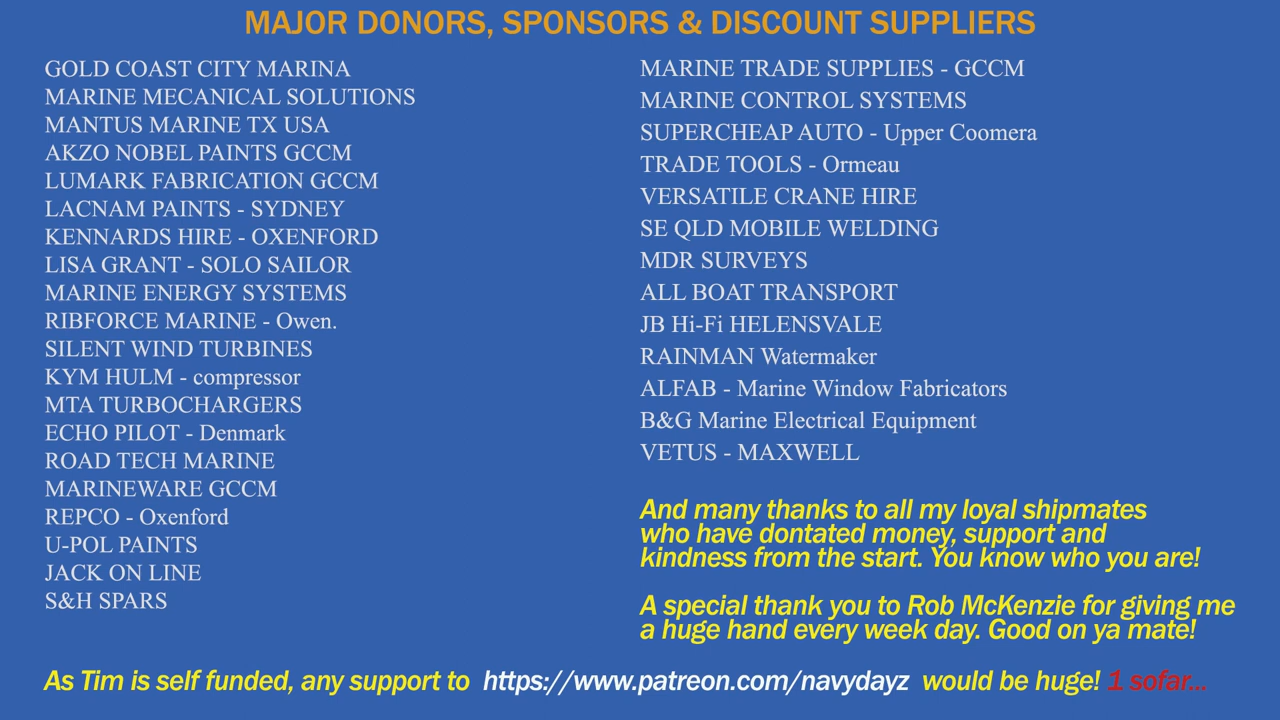 MAJOR DONORS, SPONSORS & DISCOUNT SUPPLIERS
GOLD COAST CITY MARINA
MARINE MECANICAL SOLUTIONS
MANTUS MARINE TX USA
AKZO NOBEL PAINTS GCCM
LUMARK FABRICATION GCCM
LACNAM PAINTS - SYDNEY
KENNARDS HIRE - OXENFORD
LISA GRANT - SOLO SAILOR
MARINE ENERGY SYSTEMS
RIBFORCE MARINE - Owen.
SILENT WIND TURBINES
KYM HULM - compressor
MTA TURBOCHARGERS
ECHO PILOT - Denmark
ROAD TECH MARINE
MARINEWARE GCCM
REPCO - Oxenford
U-POL PAINTS
JACK ON LINE
S&H SPARS
MARINE TRADE SUPPLIES - GCCM
MARINE CONTROL SYSTEMS
SUPERCHEAP AUTO - Upper Coomera
TRADE TOOLS - Ormeau
VERSATILE CRANE HIRE
SE QLD MOBILE WELDING
MDR SURVEYS
ALL BOAT TRANSPORT
JB Hi-Fi HELENSVALE
RAINMAN Watermaker
ALFAB - Marine Window Fabricators
B&G Marine Electrical Equipment
VETUS - MAXWELL
And many thanks to all my loyal shipmates
who have dontated money, support and
kindness from the start. You know who you are!
A special thank you to Rob McKenzie for giving me
a huge hand every week day. Good on ya mate!
As Tim is self funded, any support to https://www.patreon.com/navydayz would be huge! 1 sofar...